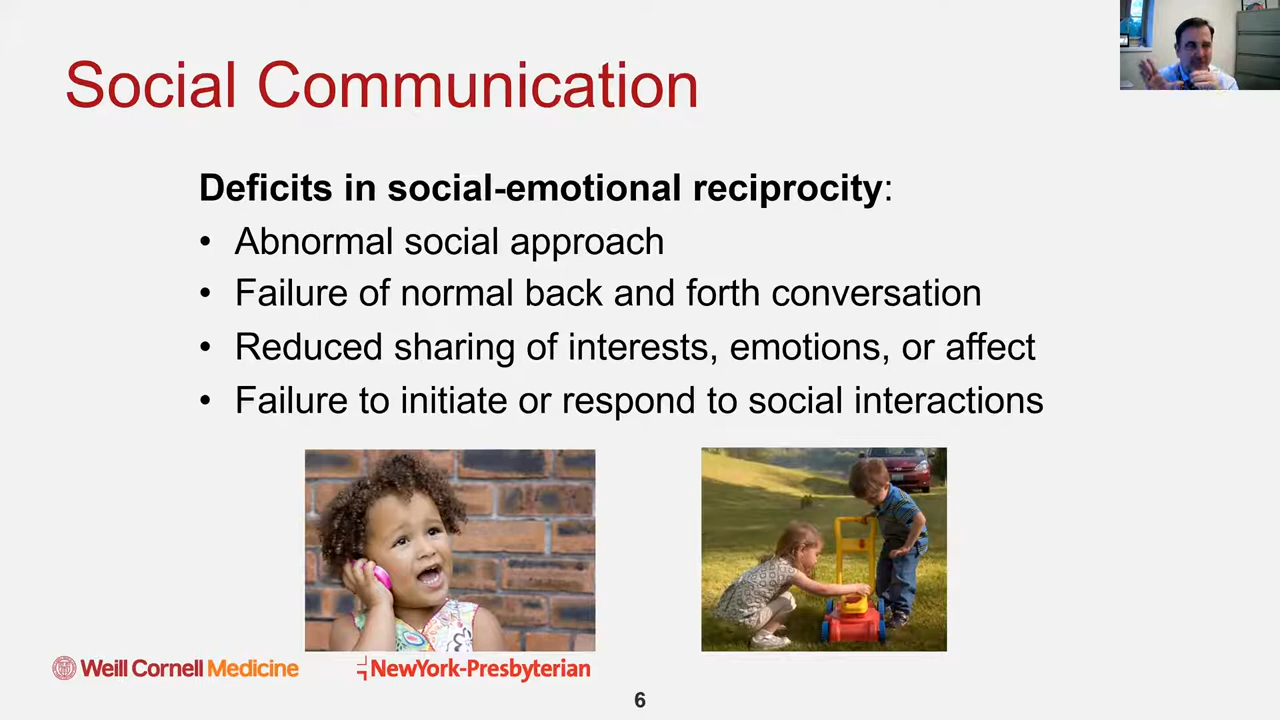 Social Communication
Deficits in social-emotional reciprocity:
• Abnormal social approach
• Failure of normal back and forth conversation
• Reduced sharing of interests, emotions, or affect
• Failure to initiate or respond to social interactions
Weill Cornell Medicine
NewYork-Presbyterian
6